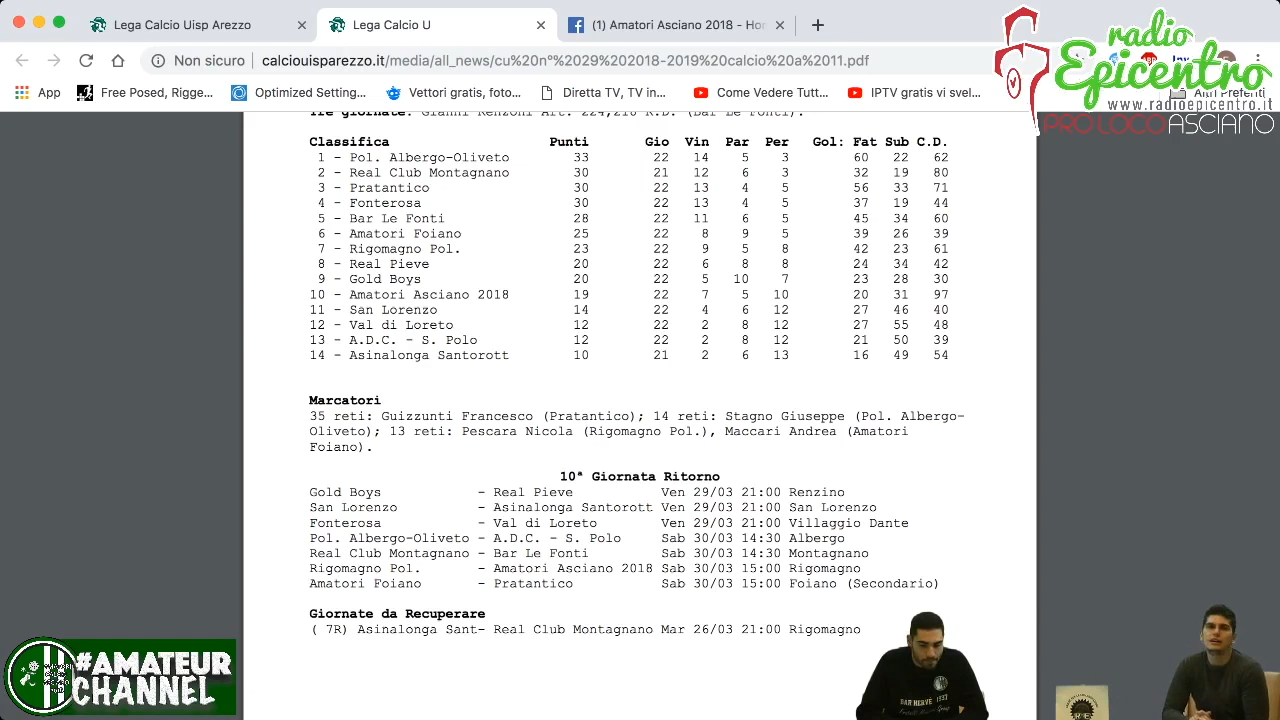 Lega Calcio Uisp Arezzo
Lega Calcio U
(1) Amatori Asciano 2018 - Hor
Non sicuro
calciouisparezzo.it/media/all_news/cu%20n°%2029%202018-2019%20calcio%20a%2011.pdf
App
Free Posed, Rigge...
Optimized Setting...
Vettori gratis, foto...
Diretta TV, TV in...
Come Vedere Tutt...
IPTV gratis vi svel...
Altri Preferiti
radio
Epicentro
www.radioepicentro.it
PRO LOCO ASCIANO
Tre giornate: Gianni Renzoni Art. 224,216 R.D. (Bar Le Fonti).
Classifica Punti Gio Vin Par Per Gol: Fat Sub C.D.
1 - Pol. Albergo-Oliveto 33 22 14 5 3 60 22 62
2 - Real Club Montagnano 30 21 12 6 3 32 19 80
3 - Pratantico 30 22 13 4 5 56 33 71
4 - Fonterosa 30 22 13 4 5 37 19 44
5 - Bar Le Fonti 28 22 11 6 5 45 34 60
6 - Amatori Foiano 25 22 8 9 5 39 26 39
7 - Rigomagno Pol. 23 22 9 5 8 42 23 61
8 - Real Pieve 20 22 6 8 8 24 34 42
9 - Gold Boys 20 22 5 10 7 23 28 30
10 - Amatori Asciano 2018 19 22 7 5 10 20 31 97
11 - San Lorenzo 14 22 4 6 12 27 46 40
12 - Val di Loreto 12 22 2 8 12 27 55 48
13 - A.D.C. - S. Polo 12 22 2 8 12 21 50 39
14 - Asinalonga Santorott 10 21 2 6 13 16 49 54
Marcatori
35 reti: Guizzunti Francesco (Pratantico); 14 reti: Stagno Giuseppe (Pol. Albergo-
Oliveto); 13 reti: Pescara Nicola (Rigomagno Pol.), Maccari Andrea (Amatori
Foiano).
10ª Giornata Ritorno
Gold Boys - Real Pieve Ven 29/03 21:00 Renzino
San Lorenzo - Asinalonga Santorott Ven 29/03 21:00 San Lorenzo
Fonterosa - Val di Loreto Ven 29/03 21:00 Villaggio Dante
Pol. Albergo-Oliveto - A.D.C. - S. Polo Sab 30/03 14:30 Albergo
Real Club Montagnano - Bar Le Fonti Sab 30/03 14:30 Montagnano
Rigomagno Pol. - Amatori Asciano 2018 Sab 30/03 15:00 Rigomagno
Amatori Foiano - Pratantico Sab 30/03 15:00 Foiano (Secondario)
Giornate da Recuperare
( 7R) Asinalonga Sant- Real Club Montagnano Mar 26/03 21:00 Rigomagno
#AMATEUR
CHANNEL
BAR NERVE 1337